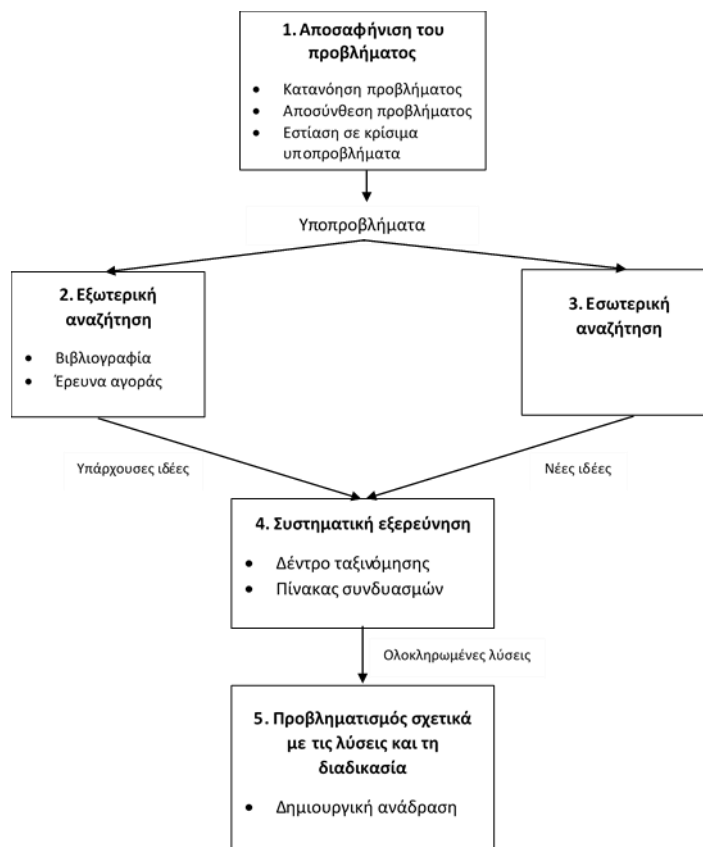 1. Αποσαφήνιση του
προβλήματος
• Κατανόηση προβλήματος
• Αποσύνθεση προβλήματος
• Εστίαση σε κρίσιμα
υποπροβλήματα
Υποπροβλήματα
2. Εξωτερική
αναζήτηση
• Βιβλιογραφία
• Έρευνα αγοράς
3. Εσωτερική
αναζήτηση
Υπάρχουσες ιδέες
Νέες ιδέες
4. Συστηματική εξερεύνηση
• Δέντρο ταξινόμησης
• Πίνακας συνδυασμών
Ολοκληρωμένες λύσεις
5. Προβληματισμός σχετικά
με τις λύσεις και τη
διαδικασία
• Δημιουργική ανάδραση